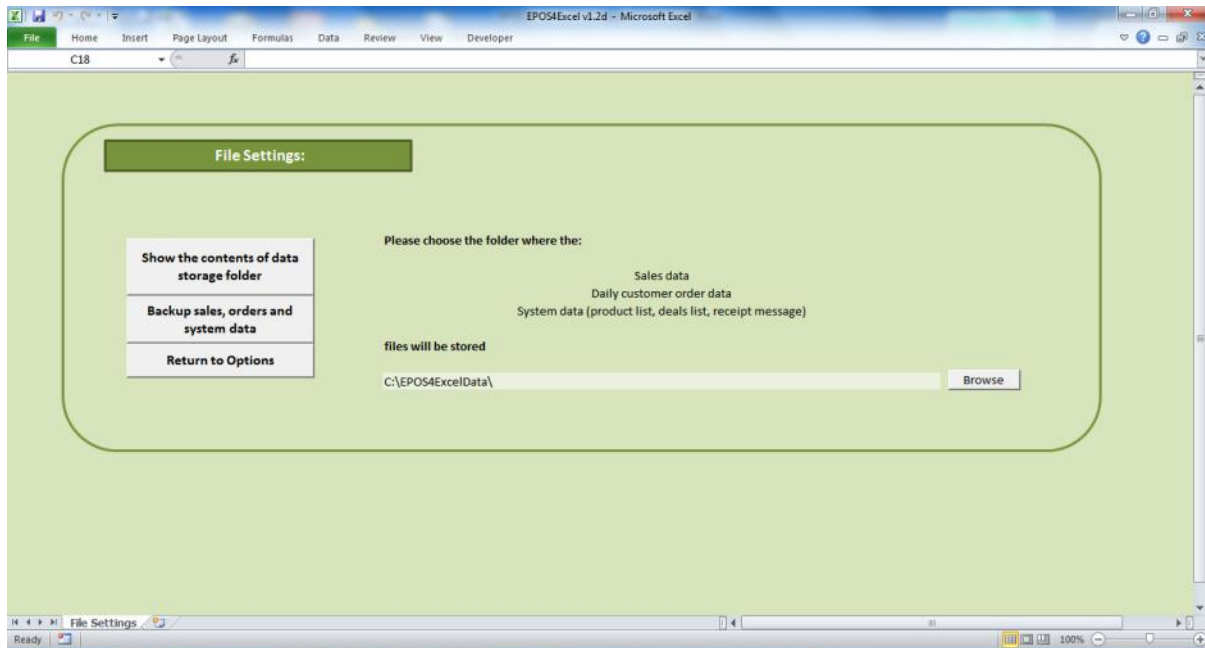 EPOS4Excel v1.2d - Microsoft Excel
File Home Insert Page Layout Formulas Data Review View Developer
C18 fx
File Settings:
Please choose the folder where the:
Show the contents of data
storage folder
Sales data
Daily customer order data
Backup sales, orders and
system data
System data (product list, deals list, receipt message)
files will be stored
Return to Options
C:\EPOS4ExcelData\ Browse
File Settings
Ready 100%